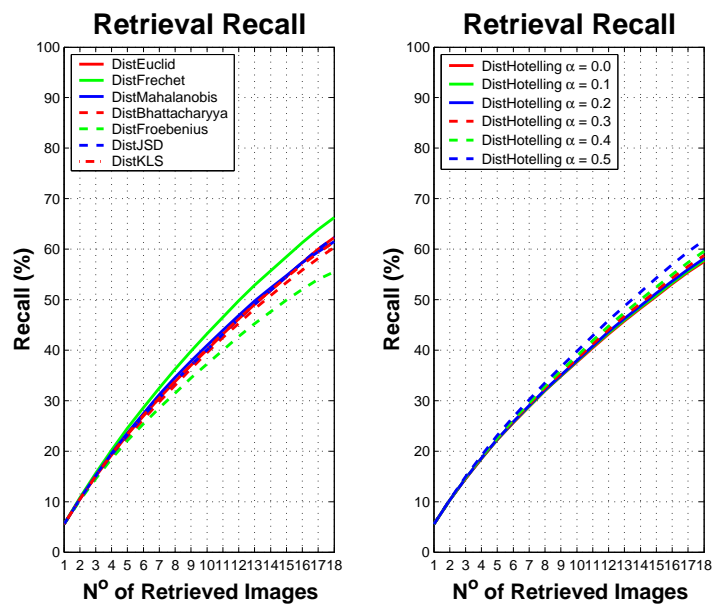 Retrieval Recall
100
90
80
70
60
50
40
30
20
10
0
Recall (%)
DistEuclid
DistFrechet
DistMahalanobis
DistBhattacharyya
DistFroebenius
DistJSD
DistKLS
1 2 3 4 5 6 7 8 9 10 11 12 13 14 15 16 17 18
Nº of Retrieved Images
Retrieval Recall
100
90
80
70
60
50
40
30
20
10
0
Recall (%)
DistHotelling α = 0.0
DistHotelling α = 0.1
DistHotelling α = 0.2
DistHotelling α = 0.3
DistHotelling α = 0.4
DistHotelling α = 0.5
1 2 3 4 5 6 7 8 9 10 11 12 13 14 15 16 17 18
Nº of Retrieved Images